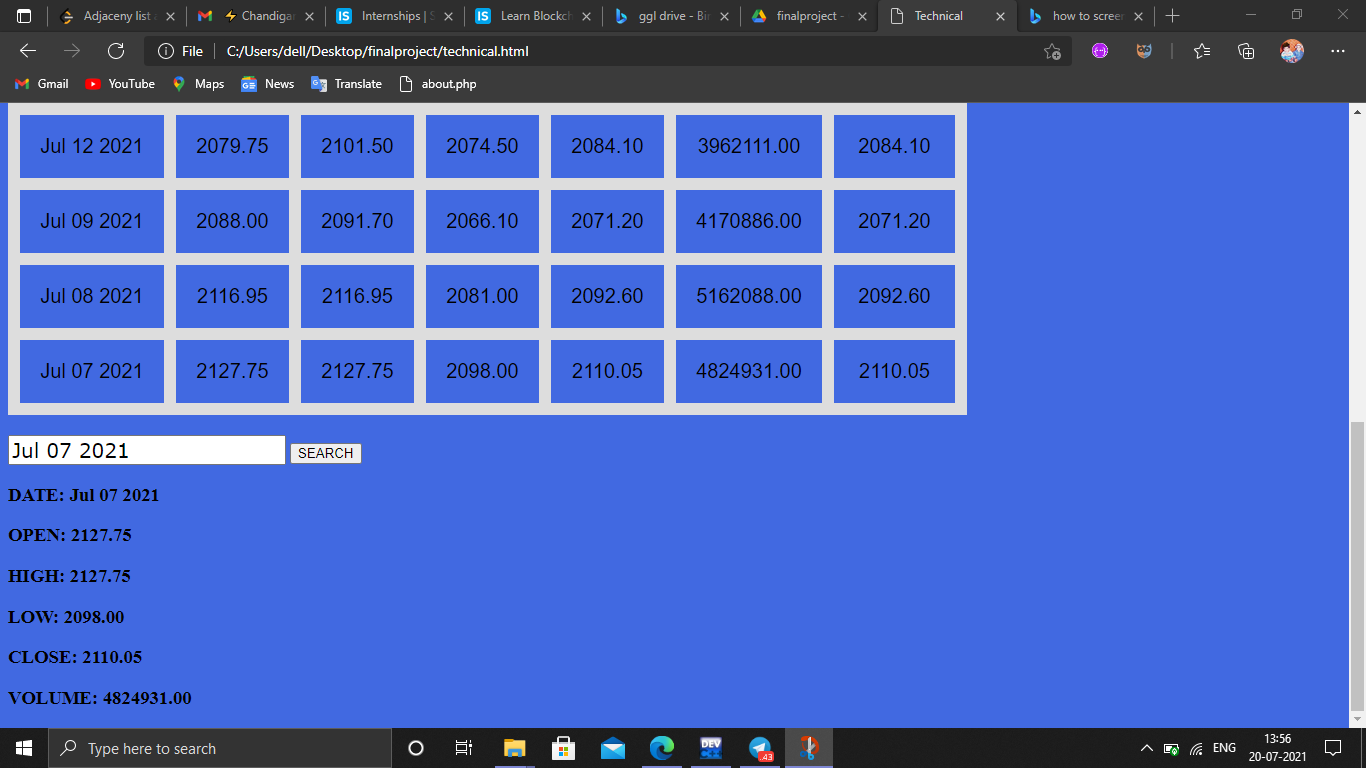 Adjaceny list
Chandigar
Internships |
Learn Blockch
ggl drive - Bin
finalproject -
Technical
how to screen
File
C:/Users/dell/Desktop/finalproject/technical.html
Gmail YouTube Maps News Translate about.php
Jul 12 2021 2079.75 2101.50 2074.50 2084.10 3962111.00 2084.10
Jul 09 2021 2088.00 2091.70 2066.10 2071.20 4170886.00 2071.20
Jul 08 2021 2116.95 2116.95 2081.00 2092.60 5162088.00 2092.60
Jul 07 2021 2127.75 2127.75 2098.00 2110.05 4824931.00 2110.05
Jul 07 2021 SEARCH
DATE: Jul 07 2021
OPEN: 2127.75
HIGH: 2127.75
LOW: 2098.00
CLOSE: 2110.05
VOLUME: 4824931.00
Type here to search
DEV
43
ENG
13:56
20-07-2021